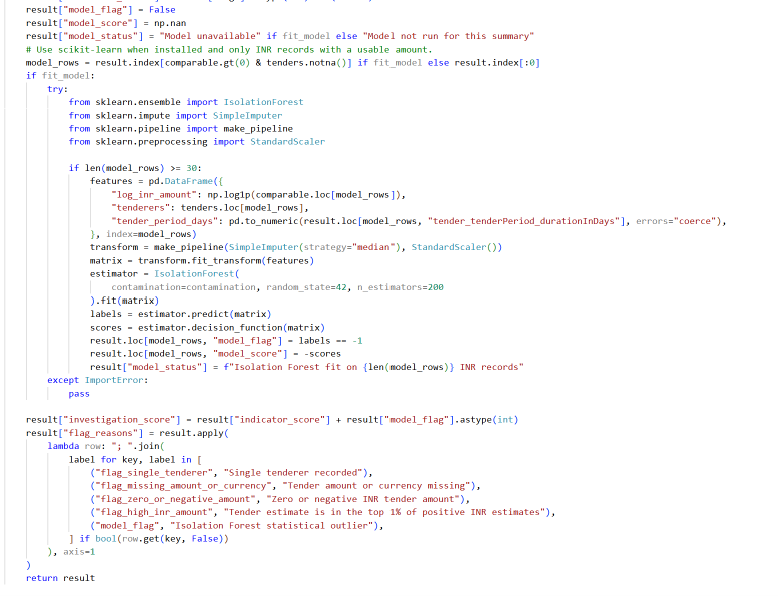 result["model_flag"] = False
result["model_score"] = np.nan
result["model_status"] = "Model unavailable" if fit_model else "Model not run for this summary"
# Use scikit-learn when installed and only INR records with a usable amount.
model_rows = result.index[comparable.gt(0) & tenders.notna()] if fit_model else result.index[:0]
if fit_model:
try:
from sklearn.ensemble import IsolationForest
from sklearn.impute import SimpleImputer
from sklearn.pipeline import make_pipeline
from sklearn.preprocessing import StandardScaler
if len(model_rows) >= 30:
features = pd.DataFrame({
"log_inr_amount": np.log1p(comparable.loc[model_rows]),
"tenderers": tenders.loc[model_rows],
"tender_period_days": pd.to_numeric(result.loc[model_rows, "tender_tenderPeriod_durationInDays"], errors="coerce"),
}, index=model_rows)
transform = make_pipeline(SimpleImputer(strategy="median"), StandardScaler())
matrix = transform.fit_transform(features)
estimator = IsolationForest(
contamination=contamination, random_state=42, n_estimators=200
).fit(matrix)
labels = estimator.predict(matrix)
scores = estimator.decision_function(matrix)
result.loc[model_rows, "model_flag"] = labels == -1
result.loc[model_rows, "model_score"] = -scores
result["model_status"] = f"Isolation Forest fit on {len(model_rows)} INR records"
except ImportError:
pass
result["investigation_score"] = result["indicator_score"] + result["model_flag"].astype(int)
result["flag_reasons"] = result.apply(
lambda row: "; ".join(
label for key, label in [
("flag_single_tenderer", "Single tenderer recorded"),
("flag_missing_amount_or_currency", "Tender amount or currency missing"),
("flag_zero_or_negative_amount", "Zero or negative INR tender amount"),
("flag_high_inr_amount", "Tender estimate is in the top 1% of positive INR estimates"),
("model_flag", "Isolation Forest statistical outlier"),
] if bool(row.get(key, False))
), axis=1
)
return result